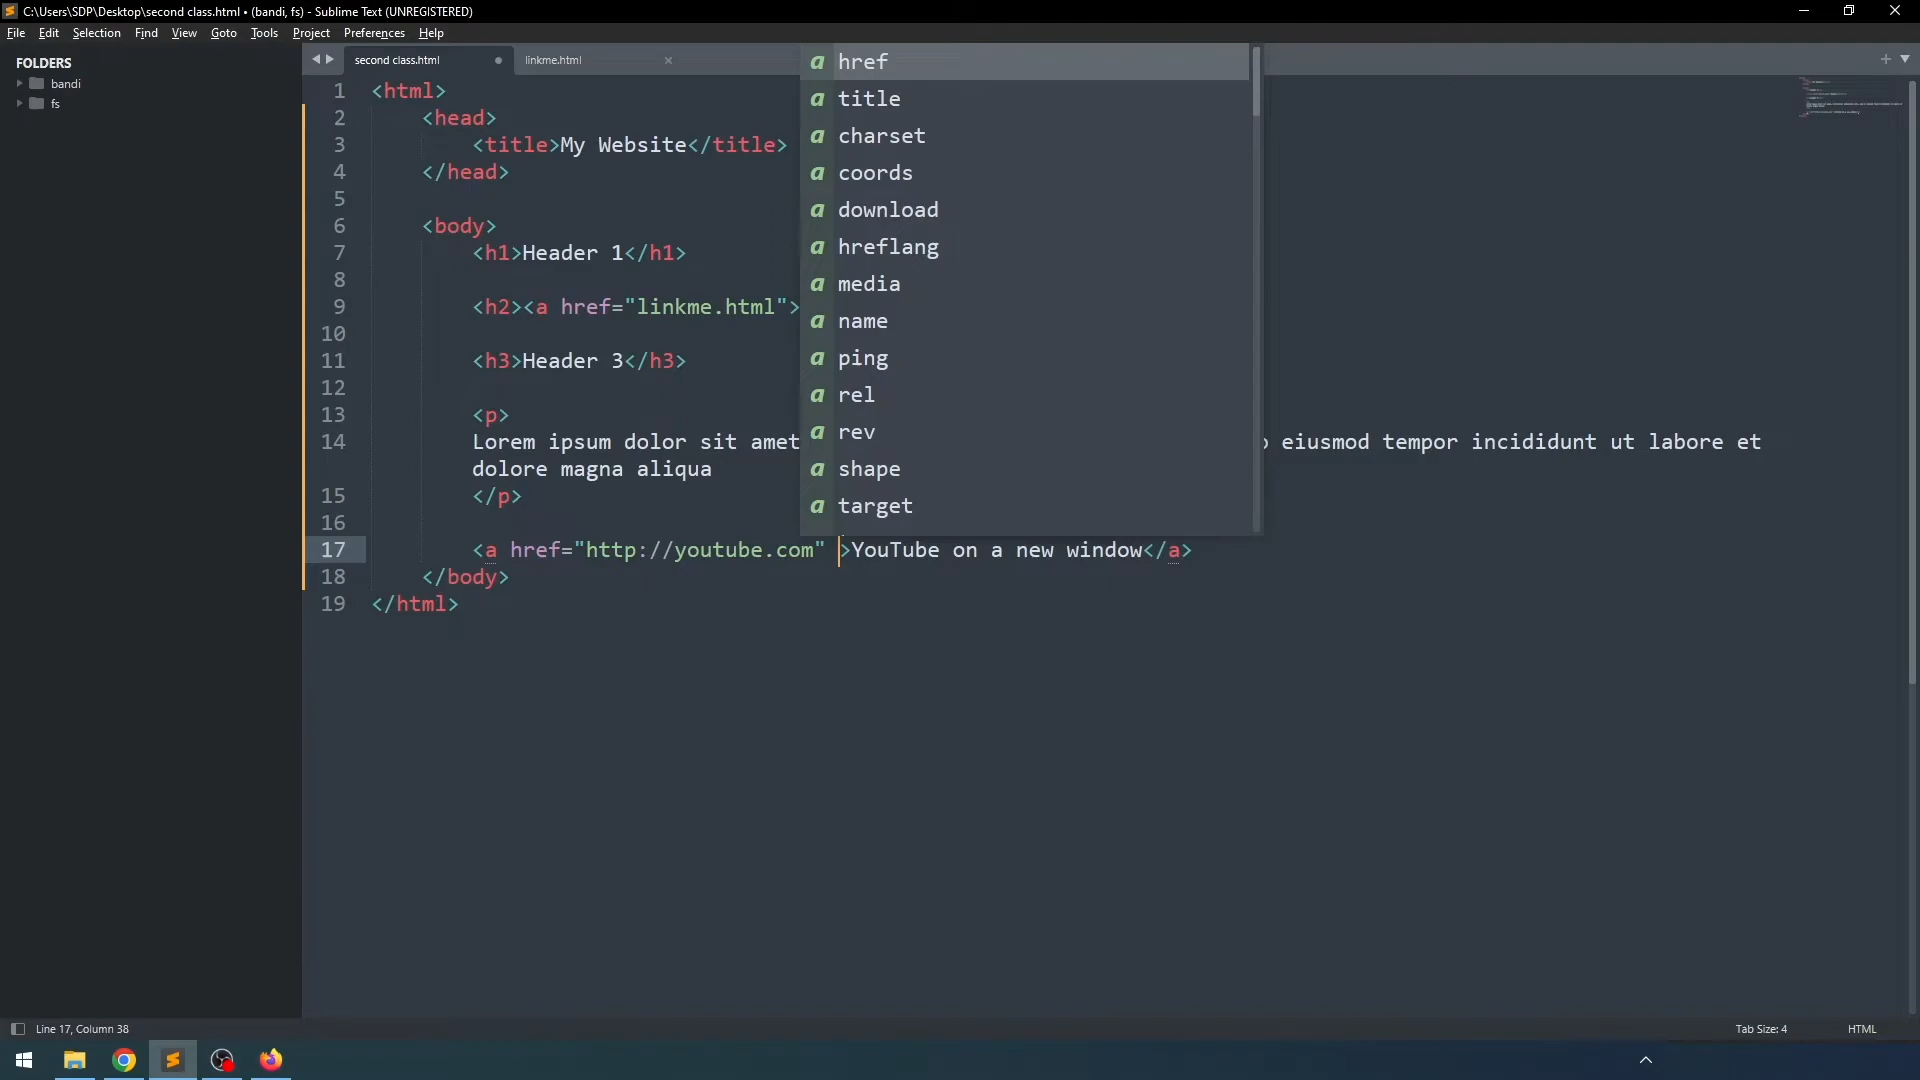 C:\Users\SDP\Desktop\second class.html • (bandi, fs) - Sublime Text (UNREGISTERED)
File Edit Selection Find View Goto Tools Project Preferences Help
FOLDERS
bandi
fs
second class.html
linkme.html
1 <html>
2 <head>
3 <title>My Website</title>
4 </head>
5
6 <body>
7 <h1>Header 1</h1>
8
9 <h2><a href="linkme.html">
10
11 <h3>Header 3</h3>
12
13 <p>
14 Lorem ipsum dolor sit amet eiusmod tempor incididunt ut labore et
dolore magna aliqua
15 </p>
16
17 <a href="http://youtube.com" >YouTube on a new window</a>
18 </body>
19 </html>
a href
a title
a charset
a coords
a download
a hreflang
a media
a name
a ping
a rel
a rev
a shape
a target
Line 17, Column 38
Tab Size: 4
HTML